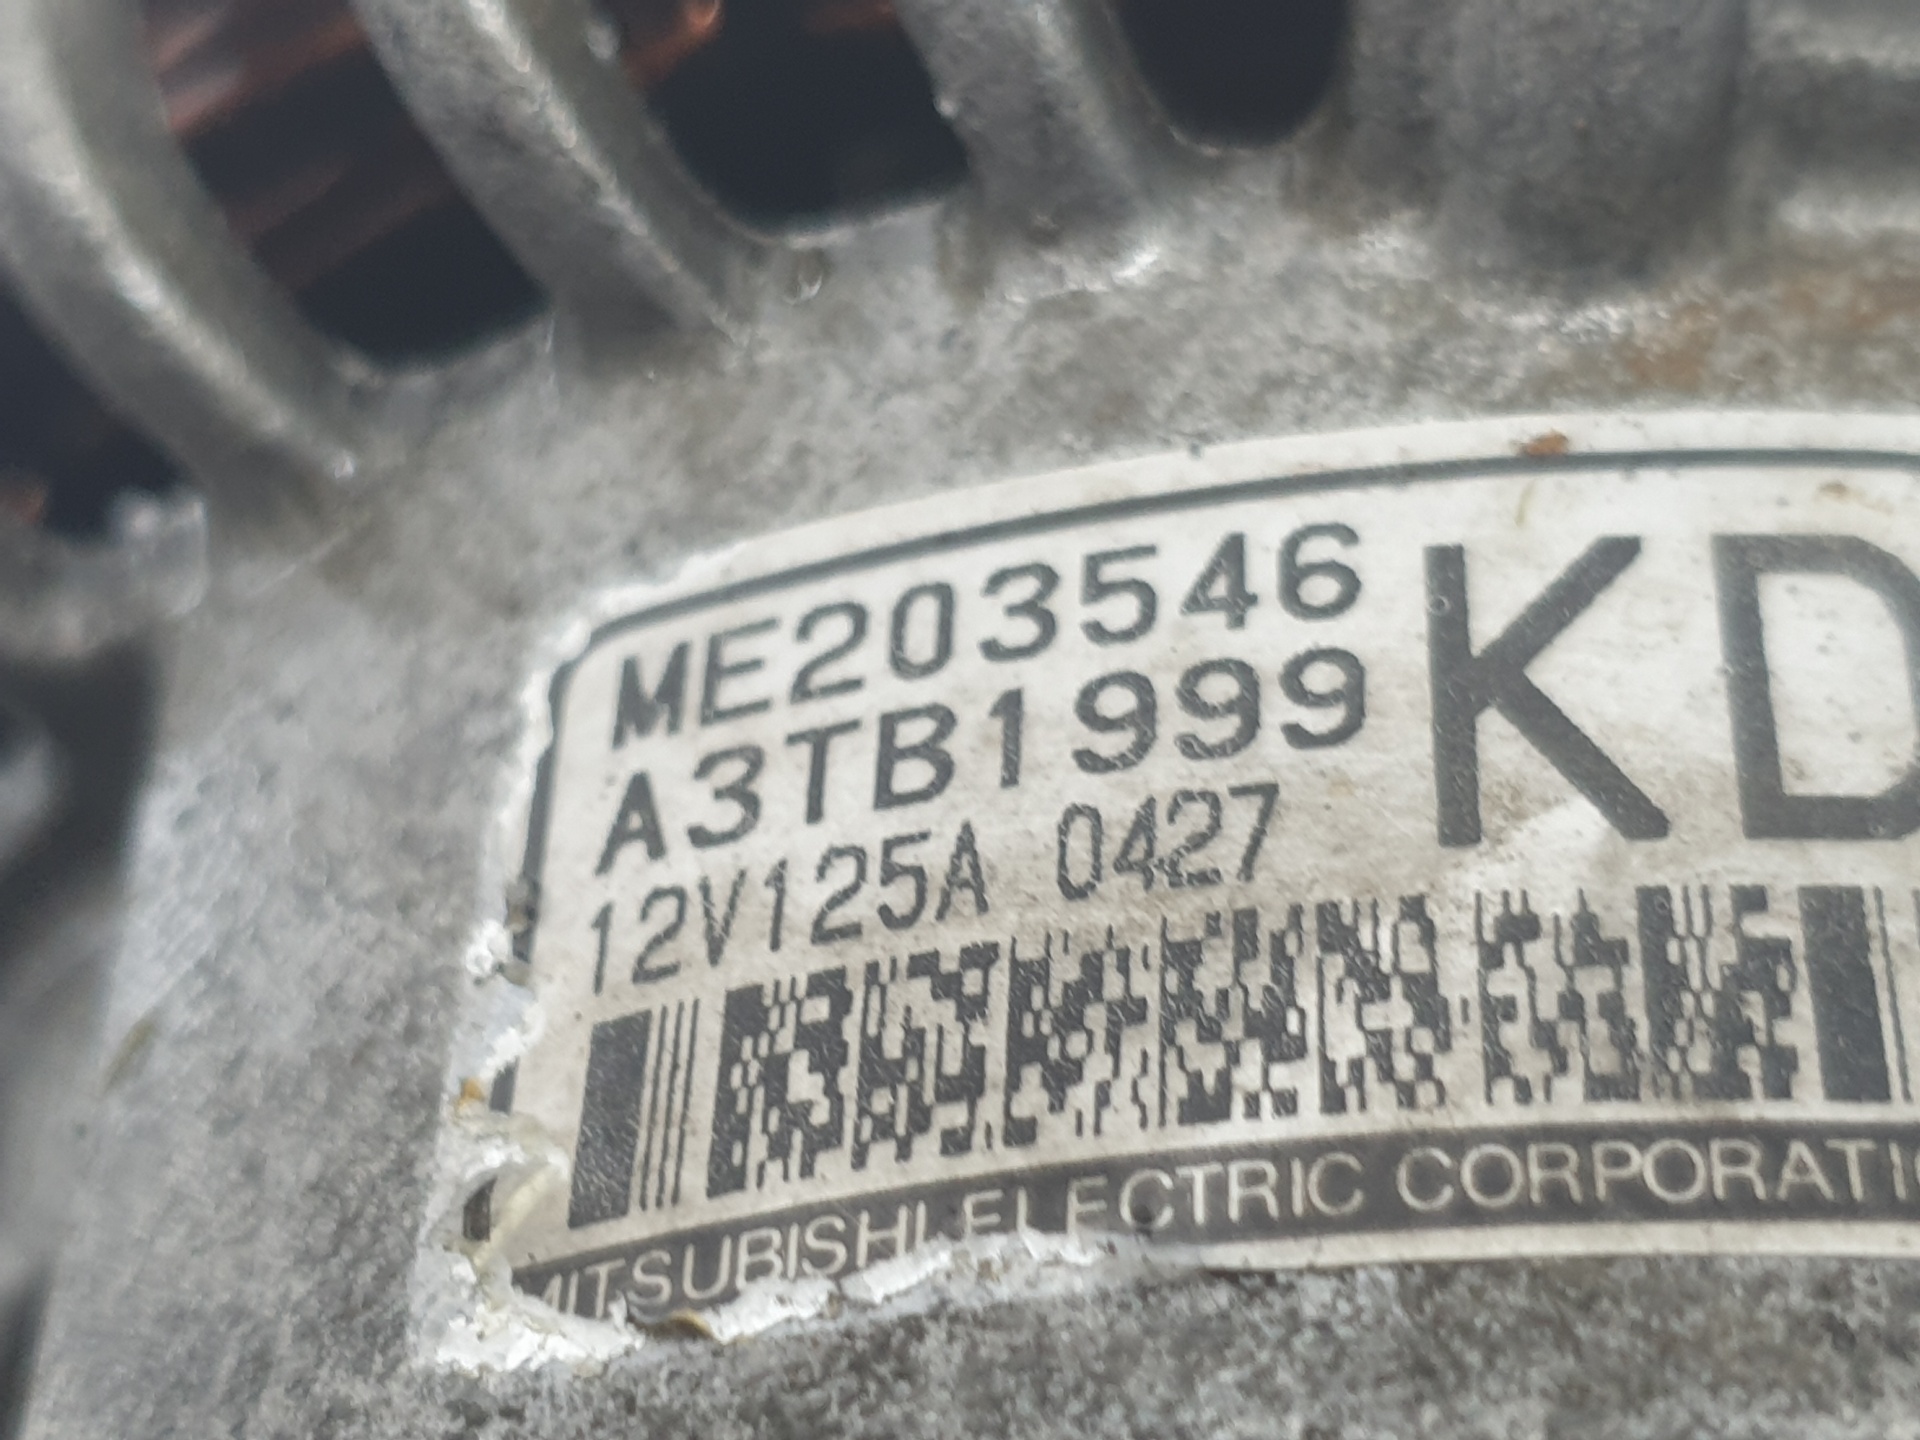 ME203546
A3TB1999
12V125A 0427
KD
MITSUBISHI ELECTRIC CORPORATI